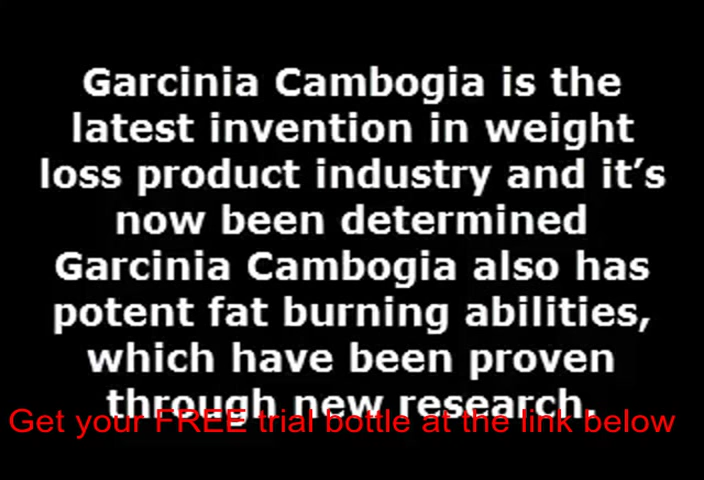 Garcinia Cambogia is the
latest invention in weight
loss product industry and it’s
now been determined
Garcinia Cambogia also has
potent fat burning abilities,
which have been proven
through new research.
Get your FREE trial bottle at the link below